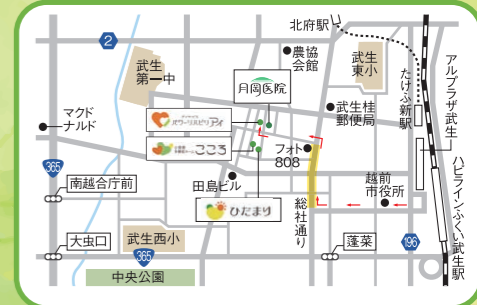 北府駅
2
農協
会館
武生
第一中
武生
東小
月岡医院
たけふ新駅
アルプラザ武生
マクド
ナルド
パワーリハビリアイ
武生桂
郵便局
こころ
フォト
808
ハピラインふくい武生駅
365
南越合庁前
田島ビル
越前
市役所
ひだまり
総社通り
大虫口
武生西小
蓬莱
196
365
中央公園